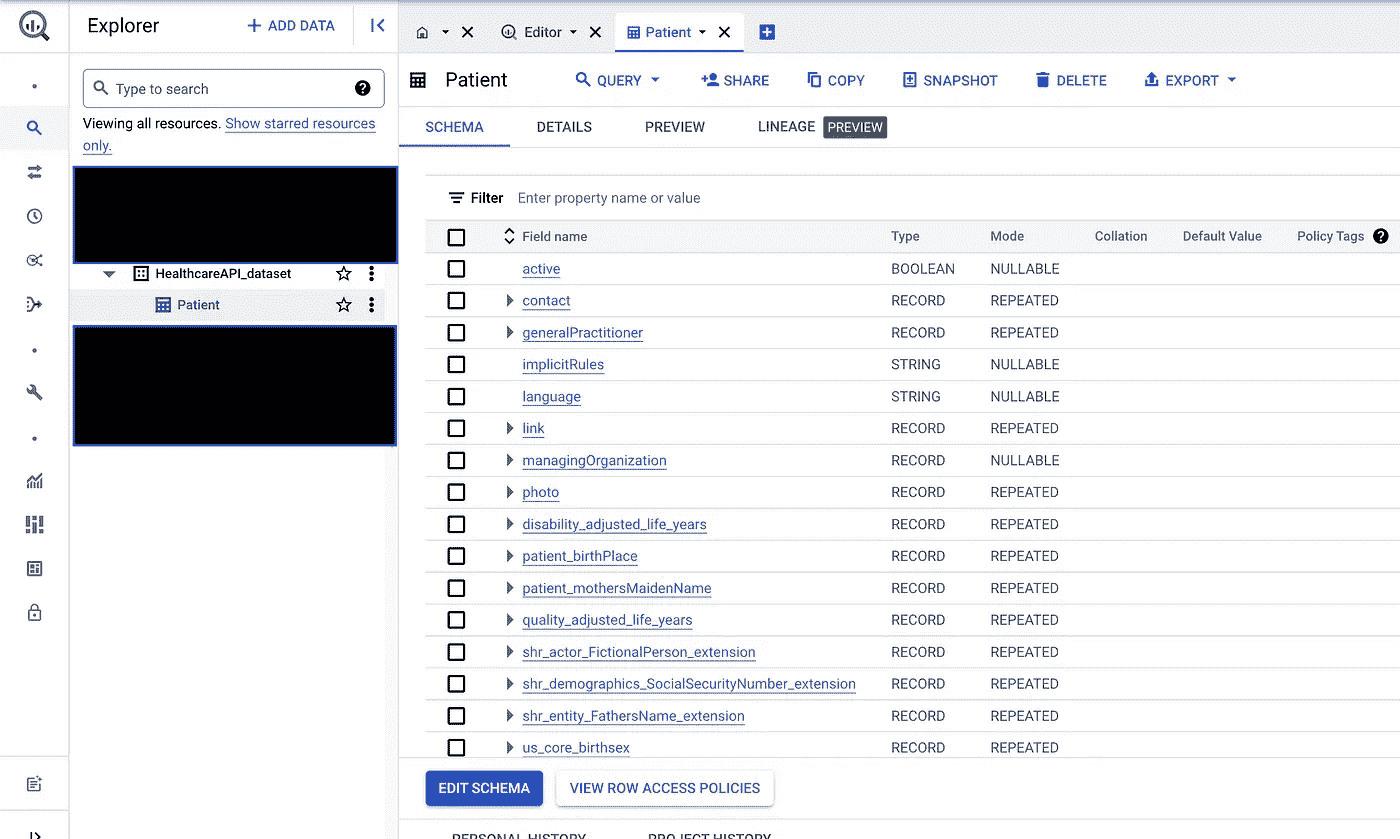 Explorer
+ ADD DATA
Type to search
Viewing all resources. Show starred resources
only.
HealthcareAPI_dataset
Patient
Editor
Patient
Patient
QUERY
SHARE
COPY
SNAPSHOT
DELETE
EXPORT
SCHEMA
DETAILS
PREVIEW
LINEAGE PREVIEW
Filter Enter property name or value
Field name Type Mode Collation Default Value Policy Tags
active BOOLEAN NULLABLE
contact RECORD REPEATED
generalPractitioner RECORD REPEATED
implicitRules STRING NULLABLE
language STRING NULLABLE
link RECORD REPEATED
managingOrganization RECORD NULLABLE
photo RECORD REPEATED
disability_adjusted_life_years RECORD REPEATED
patient_birthPlace RECORD REPEATED
patient_mothersMaidenName RECORD REPEATED
quality_adjusted_life_years RECORD REPEATED
shr_actor_FictionalPerson_extension RECORD REPEATED
shr_demographics_SocialSecurityNumber_extension RECORD REPEATED
shr_entity_FathersName_extension RECORD REPEATED
us_core_birthsex RECORD REPEATED
EDIT SCHEMA
VIEW ROW ACCESS POLICIES
PERSONAL HISTORY
PROJECT HISTORY